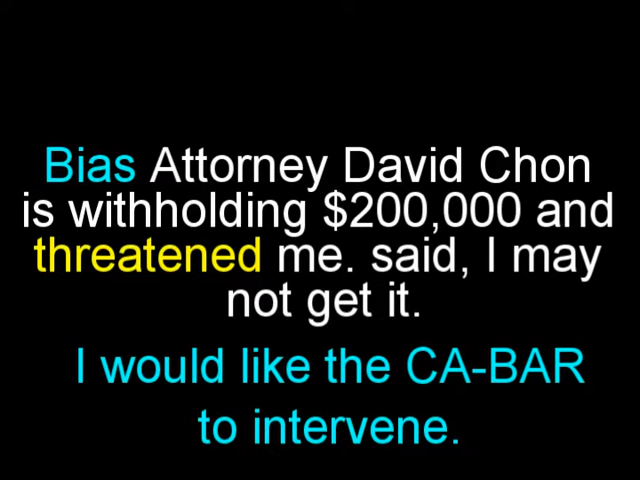 Bias Attorney David Chon
is withholding $200,000 and
threatened me. said, I may
not get it.
I would like the CA-BAR
to intervene.